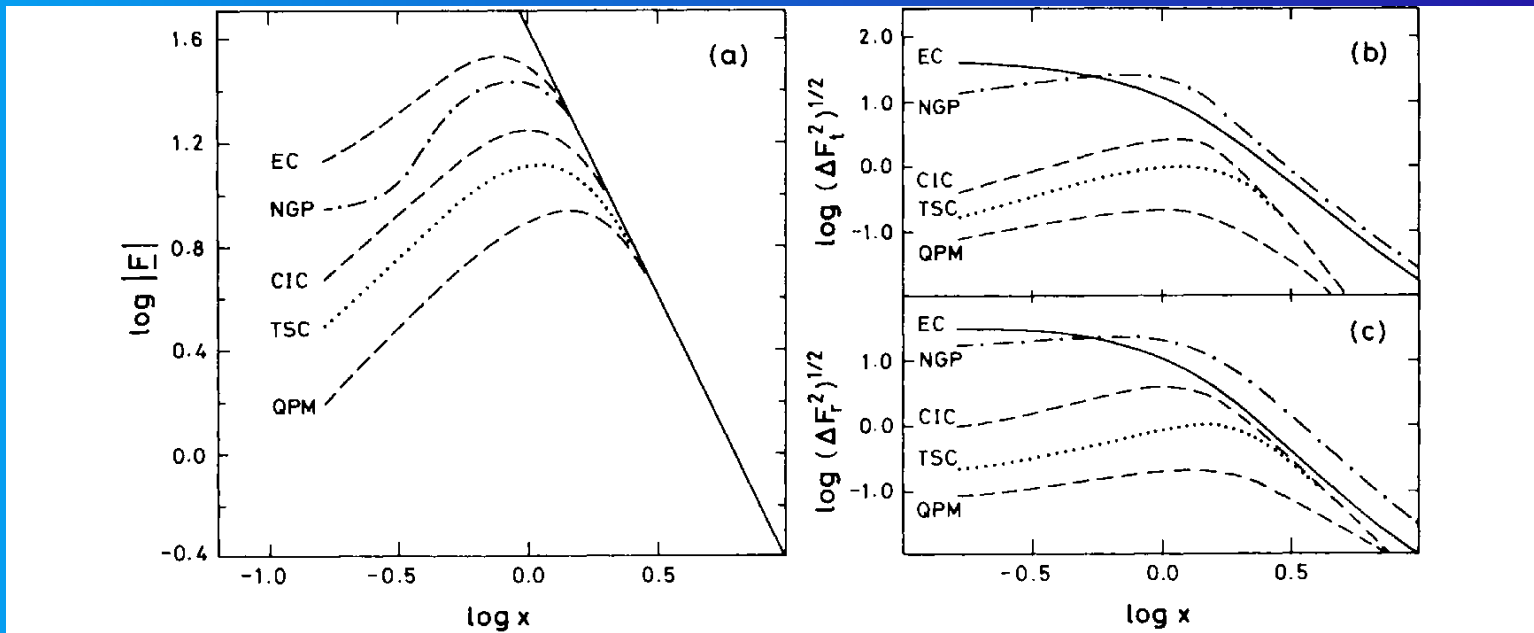 (a)
log |F|
1.6
1.2
0.8
0.4
0.0
-0.4
EC
NGP
CIC
TSC
QPM
-1.0
-0.5
0.0
0.5
log x
(b)
log (ΔF_t^2)^1/2
2.0
1.0
0.0
-1.0
EC
NGP
CIC
TSC
QPM
(c)
log (ΔF_r^2)^1/2
1.0
0.0
-1.0
EC
NGP
CIC
TSC
QPM
-0.5
0.0
0.5
log x